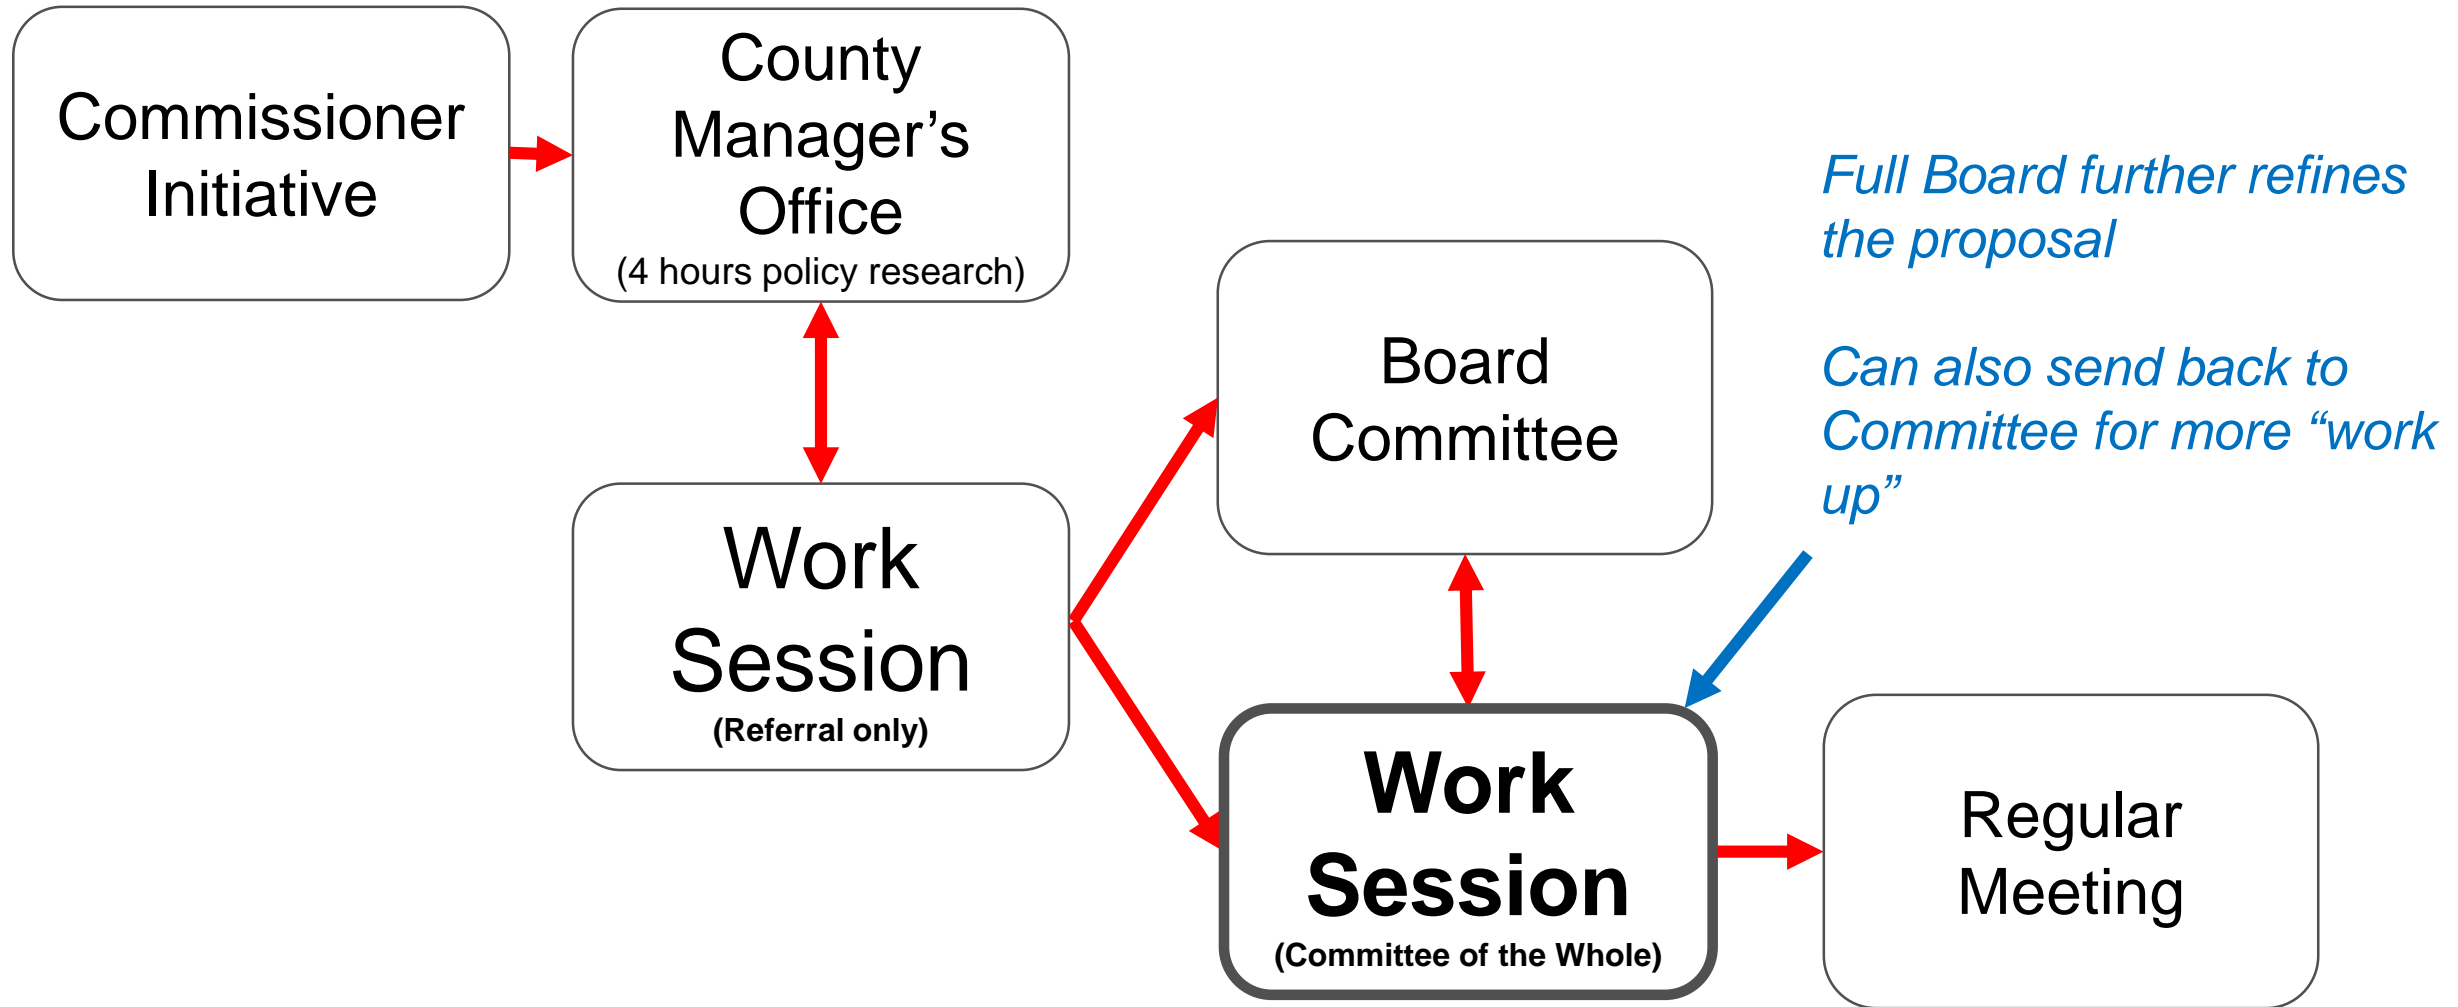 Commissioner
Initiative
County
Manager’s
Office
(4 hours policy research)
Work
Session
(Referral only)
Board
Committee
Full Board further refines
the proposal
Can also send back to
Committee for more “work
up”
Work
Session
(Committee of the Whole)
Regular
Meeting